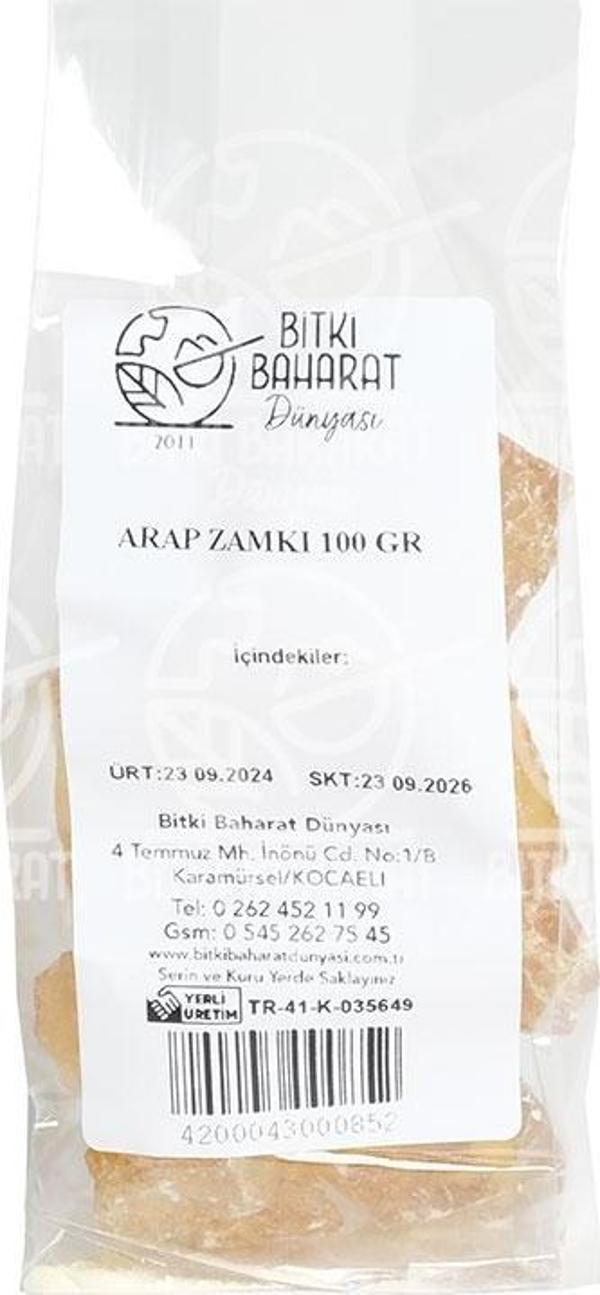 BİTKİ
BAHARAT
Dünyası
2011
ARAP ZAMKI 100 GR
İçindekiler:
ÜRT:23 09.2024 SKT:23 09.2026
Bitki Baharat Dünyası
4 Temmuz Mh. İnönü Cd. No:1/B
Karamürsel/KOCAELİ
Tel: 0 262 452 11 99
Gsm: 0 545 262 75 45
www.bitkibaharatdunyasi.com.tr
Serin ve Kuru Yerde Saklayınız
YERLİ
ÜRETİM TR-41-K-035649
4200043000852